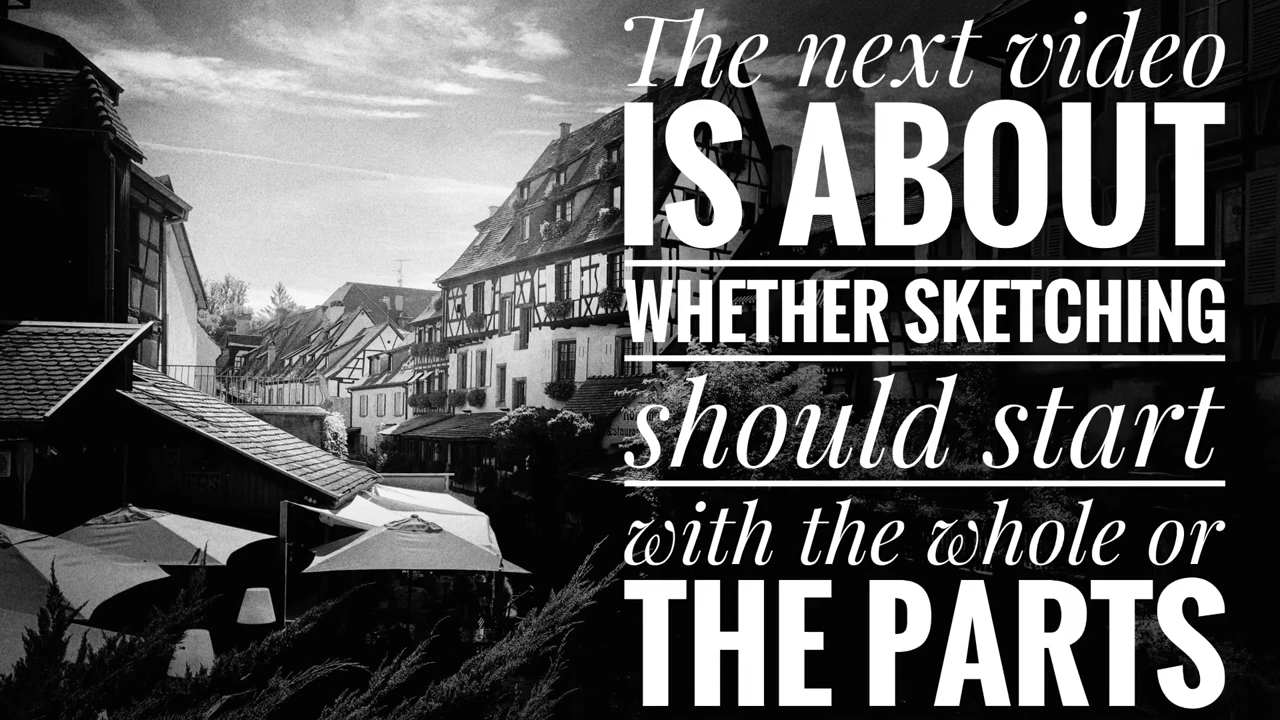 The next video
IS ABOUT
WHETHER SKETCHING
should start
with the whole or
THE PARTS